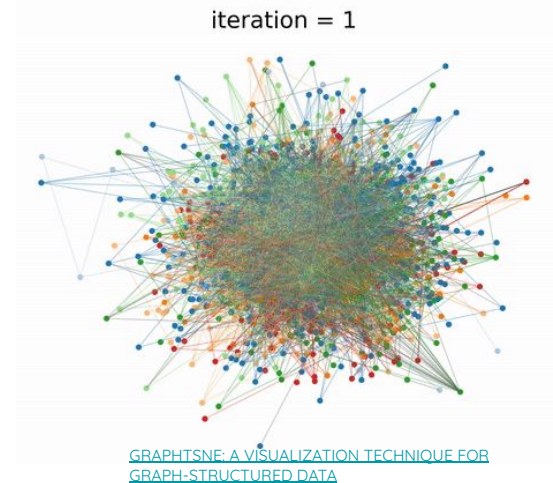 iteration = 1
GRAPHTSNE: A VISUALIZATION TECHNIQUE FOR
GRAPH-STRUCTURED DATA